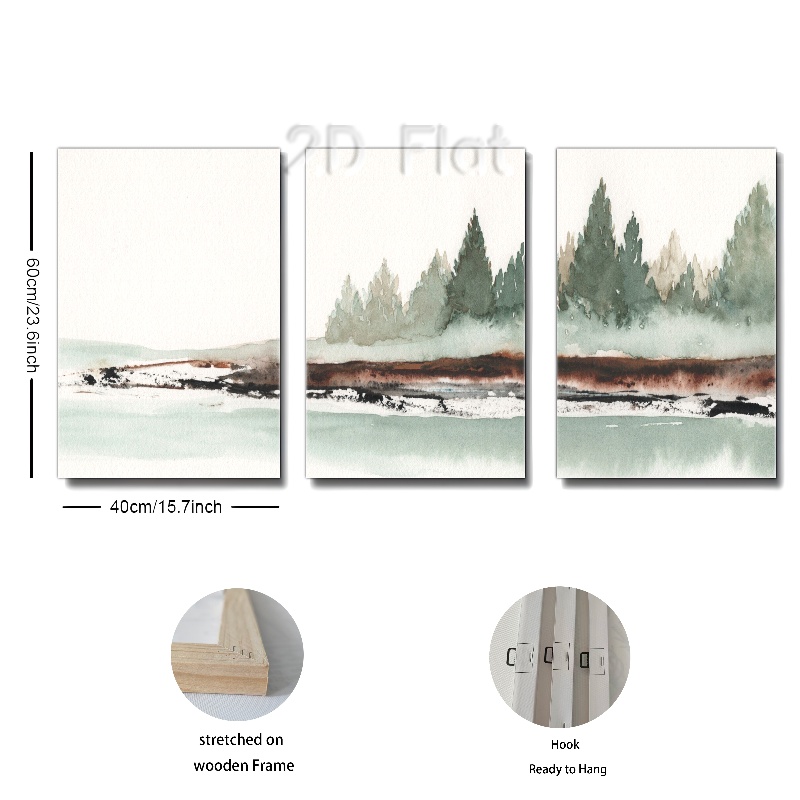 2D Flat
60cm/23.6inch
40cm/15.7inch
stretched on
wooden Frame
Hook
Ready to Hang